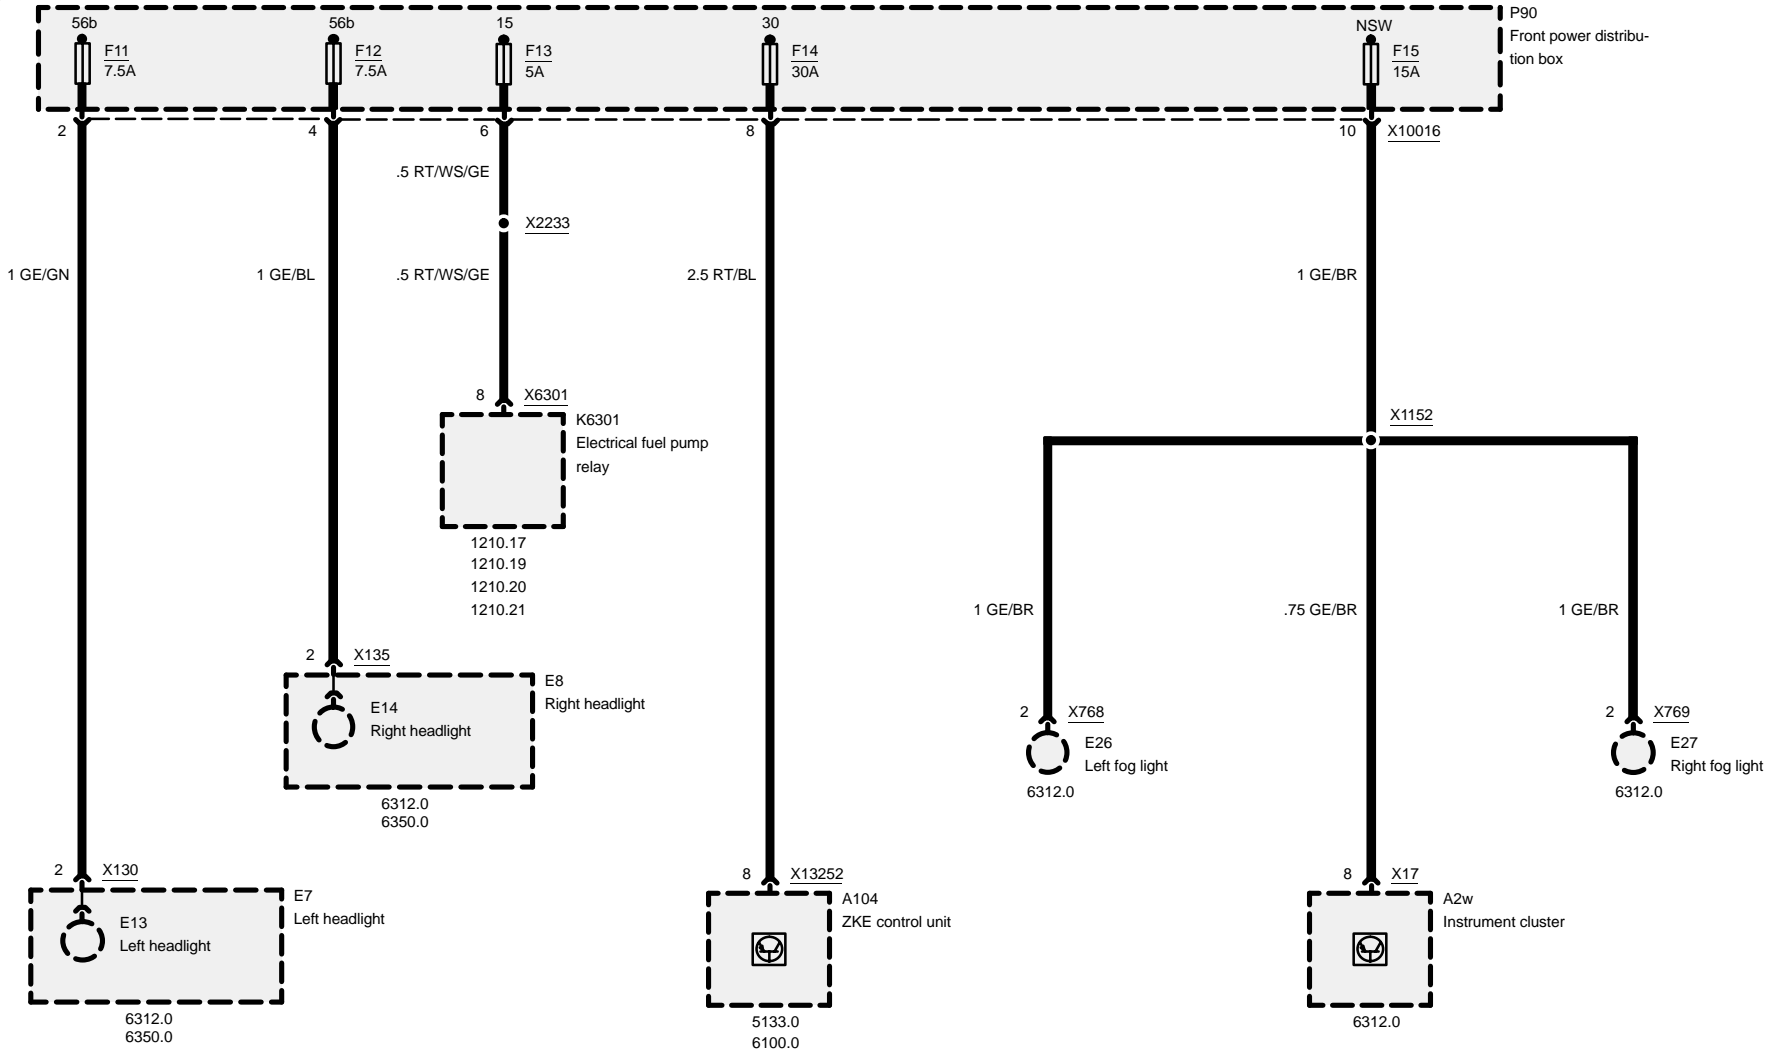 56b
56b
15
30
NSW
P90
Front power distribu-
tion box
F11
7.5A
F12
7.5A
F13
5A
F14
30A
F15
15A
2
4
6
8
10
X10016
.5 RT/WS/GE
X2233
1 GE/GN
1 GE/BL
.5 RT/WS/GE
2.5 RT/BL
1 GE/BR
8
X6301
K6301
Electrical fuel pump
relay
1210.17
1210.19
1210.20
1210.21
X1152
1 GE/BR
.75 GE/BR
1 GE/BR
2
X135
E8
Right headlight
E14
Right headlight
6312.0
6350.0
2
X768
E26
Left fog light
6312.0
2
X769
E27
Right fog light
6312.0
2
X130
E7
Left headlight
E13
Left headlight
6312.0
6350.0
8
X13252
A104
ZKE control unit
5133.0
6100.0
8
X17
A2w
Instrument cluster
6312.0